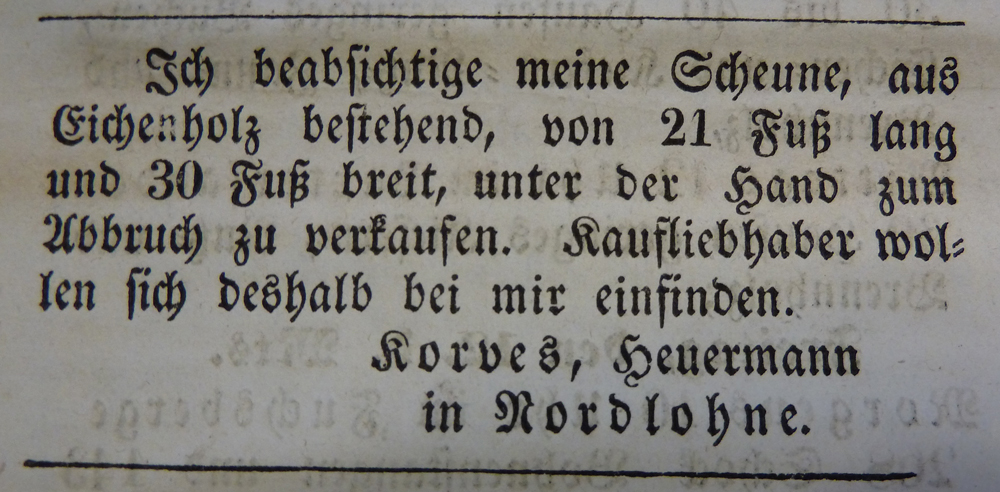 Ich beabsichtige meine Scheune, aus
Eichenholz bestehend, von 21 Fuß lang
und 30 Fuß breit, unter der Hand zum
Abbruch zu verkaufen. Kaufliebhaber wol-
len sich deshalb bei mir einfinden.
Korves, Heuermann
in Nordlohne.